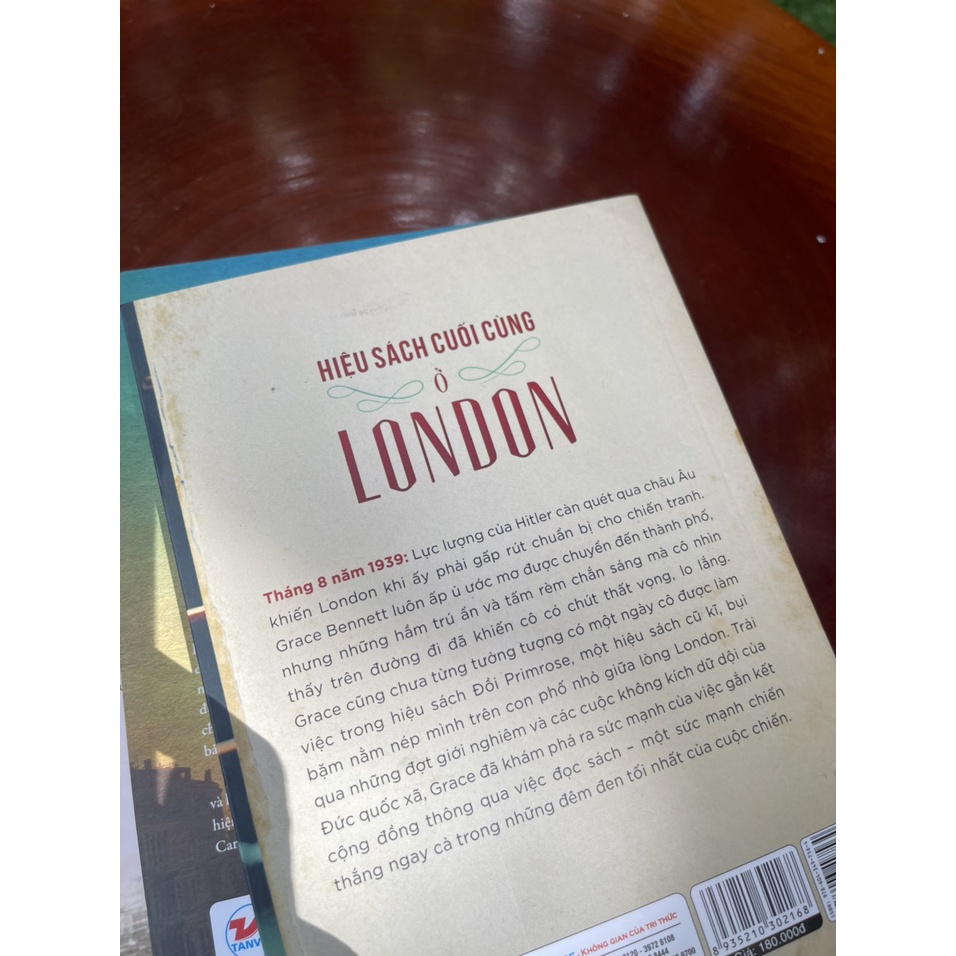 HIỆU SÁCH CUỐI CÙNG
Ở
LONDON
Tháng 8 năm 1939: Lực lượng của Hitler càn quét qua châu Âu
khiến London khi ấy phải gấp rút chuẩn bị cho chiến tranh.
Grace Bennett luôn ấp ủ ước mơ được chuyển đến thành phố,
nhưng những hầm trú ẩn và tấm rèm chắn sáng mà cô nhìn
thấy trên đường đi đã khiến cô có chút thất vọng, lo lắng.
Grace cũng chưa từng tưởng tượng có một ngày cô được làm
việc trong hiệu sách Đồi Primrose, một hiệu sách cũ kĩ, bụi
bặm nằm nép mình trên con phố nhỏ giữa lòng London. Trải
qua những đợt giới nghiêm và các cuộc không kích dữ dội của
Đức quốc xã, Grace đã khám phá ra sức mạnh của việc gắn kết
cộng đồng thông qua việc đọc sách – một sức mạnh chiến
thắng ngay cả trong những đêm đen tối nhất của cuộc chiến.
và
hiệ
Car
TANV
KHÔNG GIAN CỦA TRI THỨC
3972 8108
8 935210 302168
Giá: 180.000đ